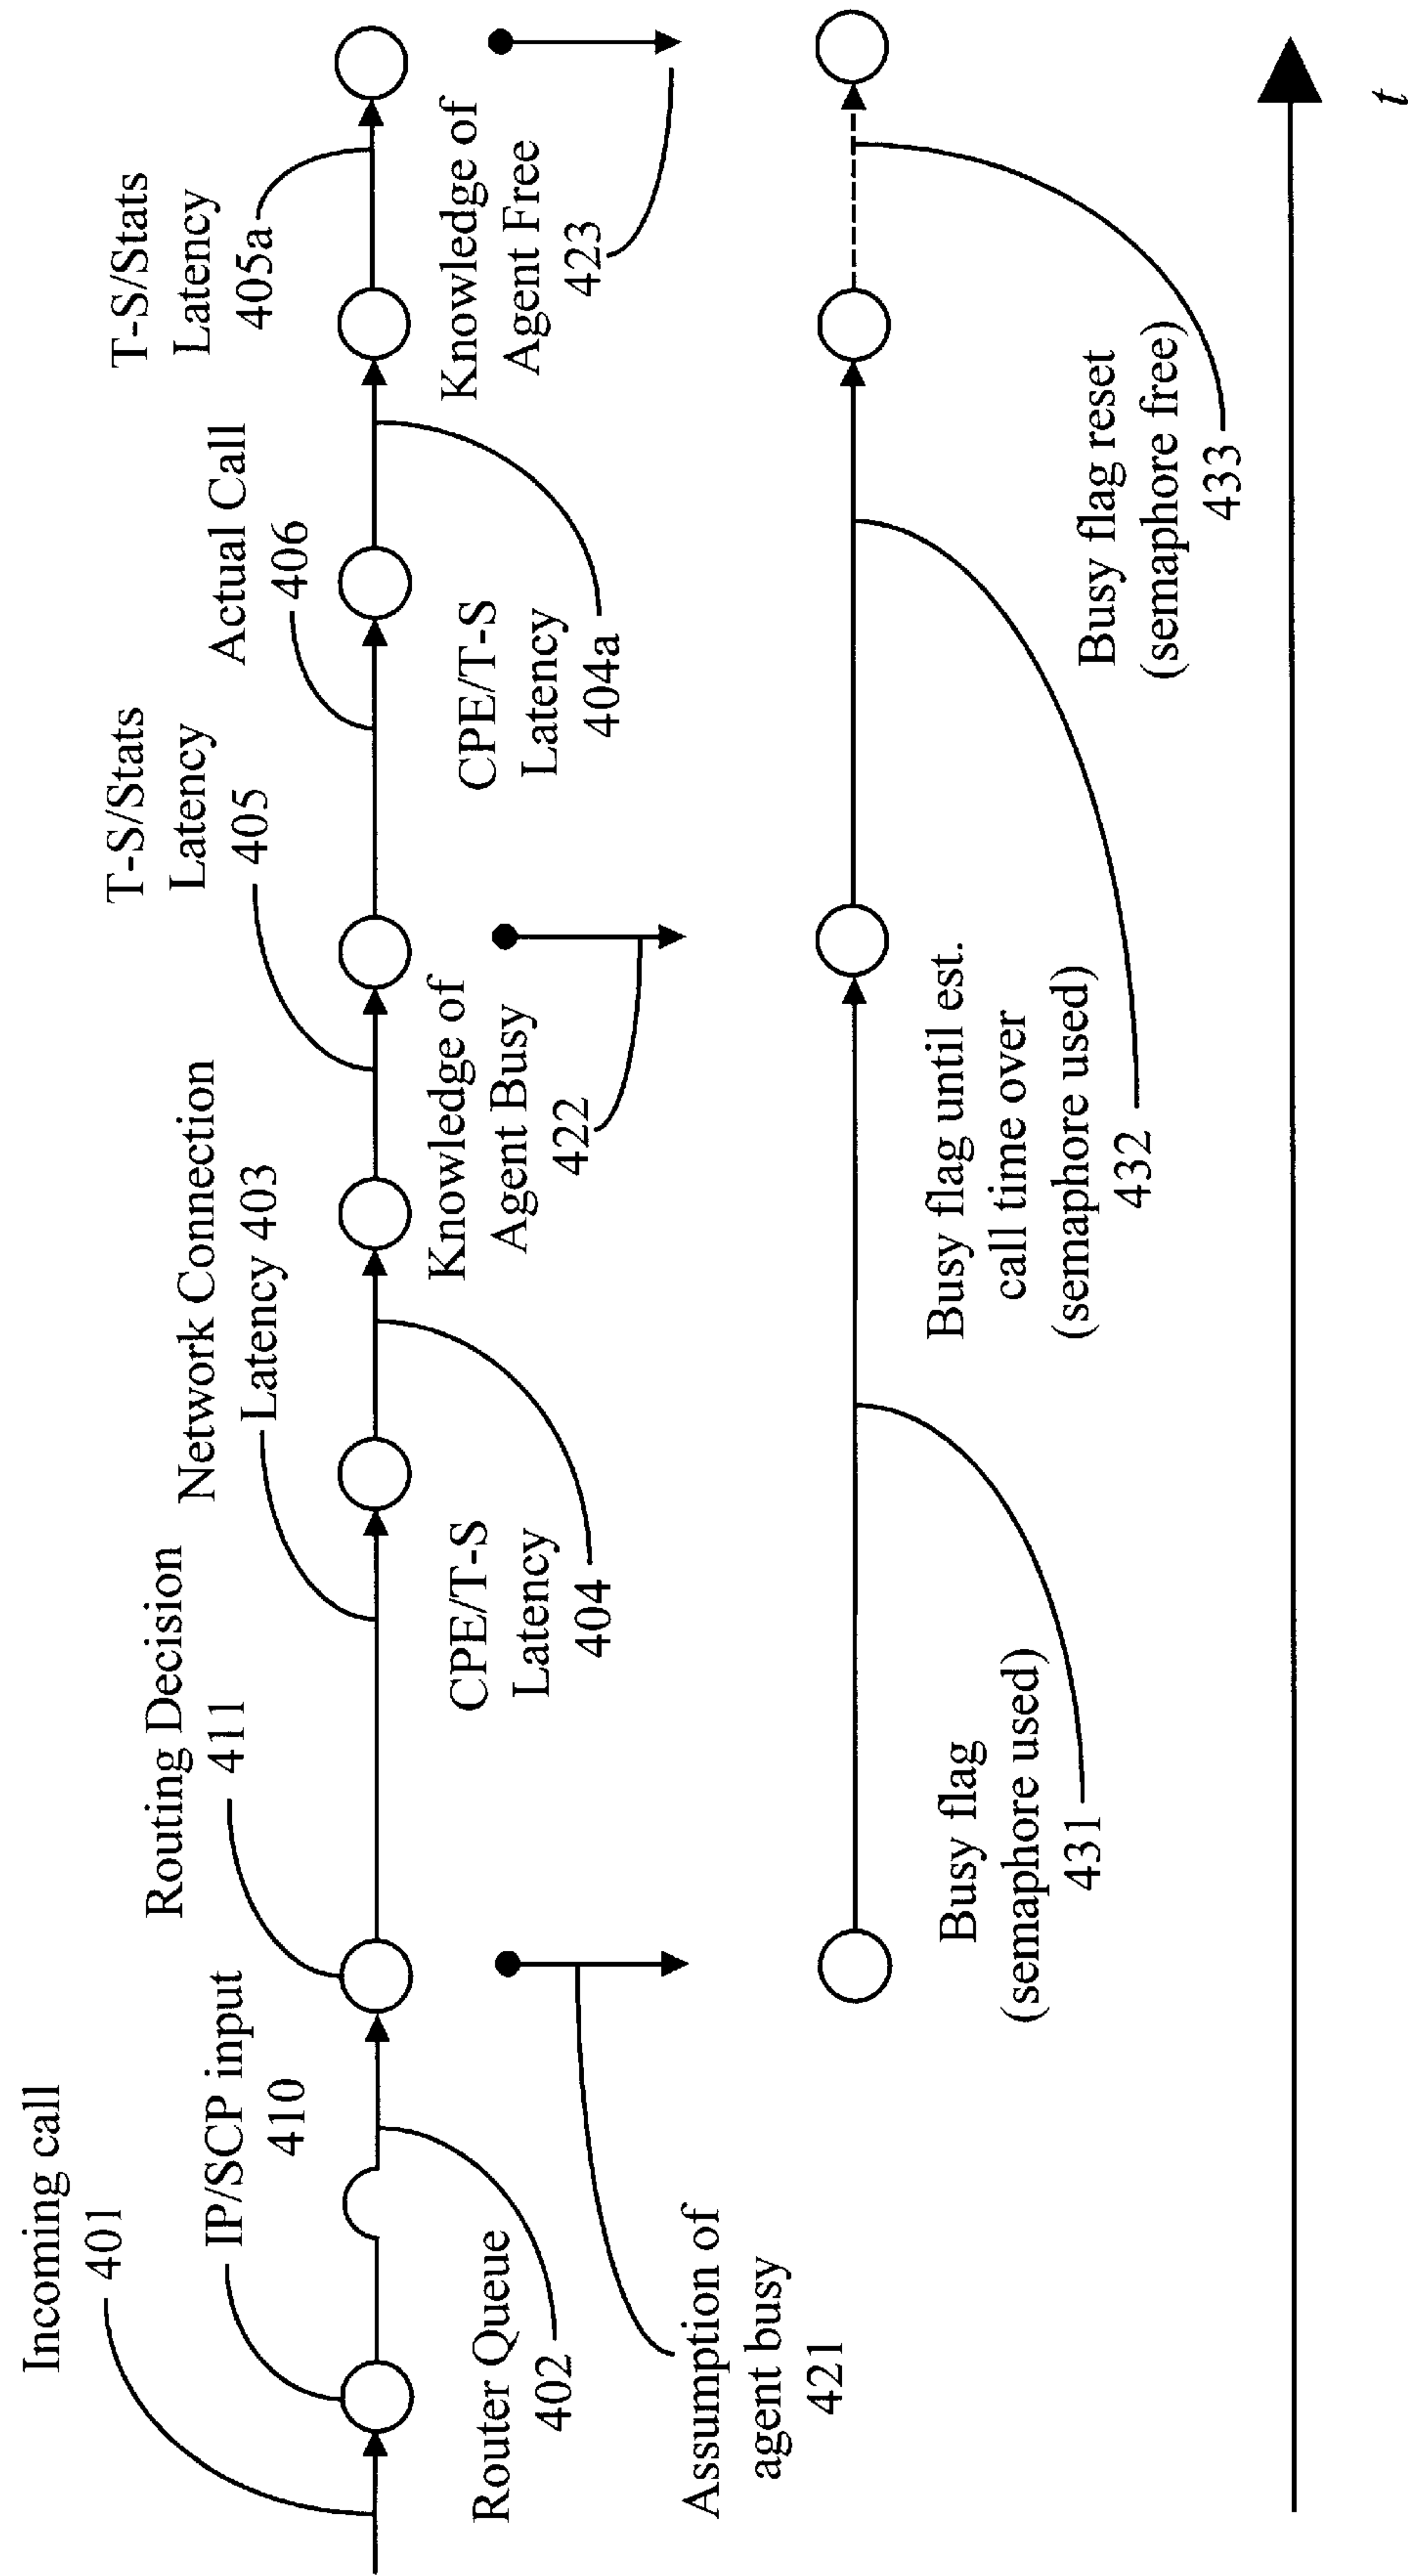 Incoming call
401
IP/SCP input
410
Routing Decision
411
Network Connection
Latency 403
T-S/Stats
Latency
405
Actual Call
406
T-S/Stats
Latency
405a
Router Queue
402
CPE/T-S
Latency
404
Knowledge of
Agent Busy
422
CPE/T-S
Latency
404a
Knowledge of
Agent Free
423
Assumption of
agent busy
421
Busy flag
(semaphore used)
431
Busy flag until est.
call time over
(semaphore used)
432
Busy flag reset
(semaphore free)
433
t